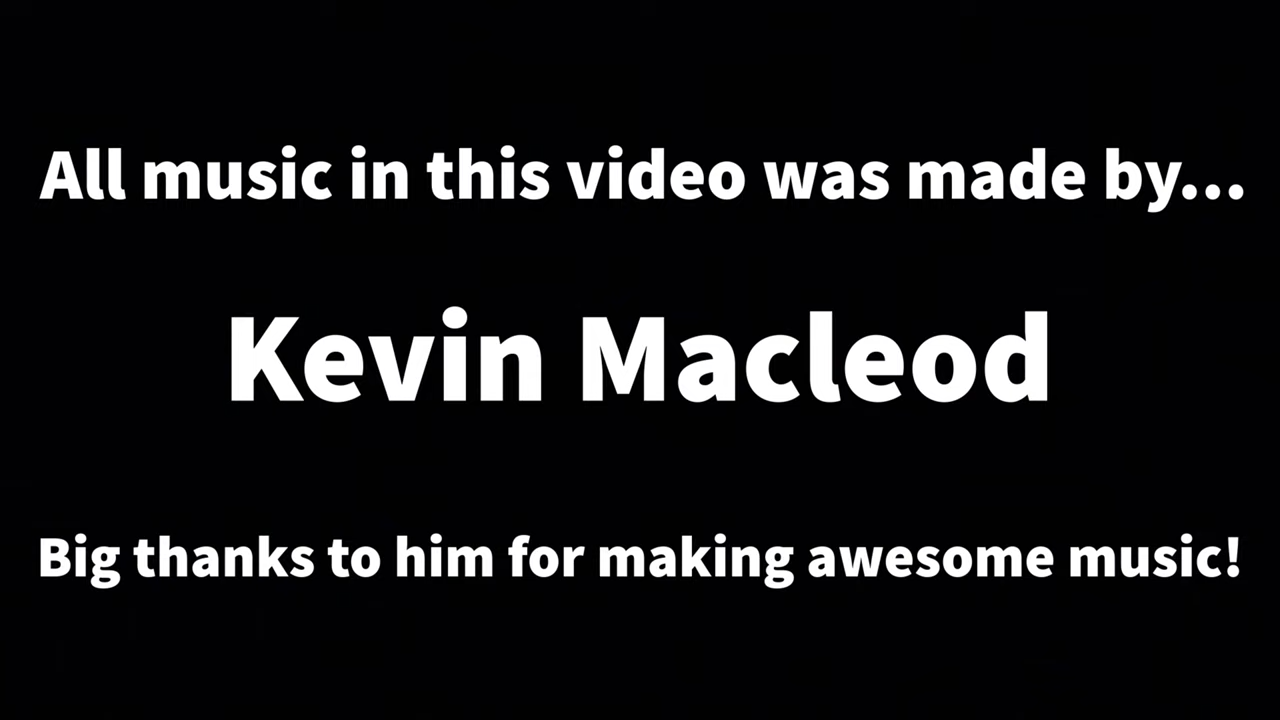 All music in this video was made by...
Kevin Macleod
Big thanks to him for making awesome music!